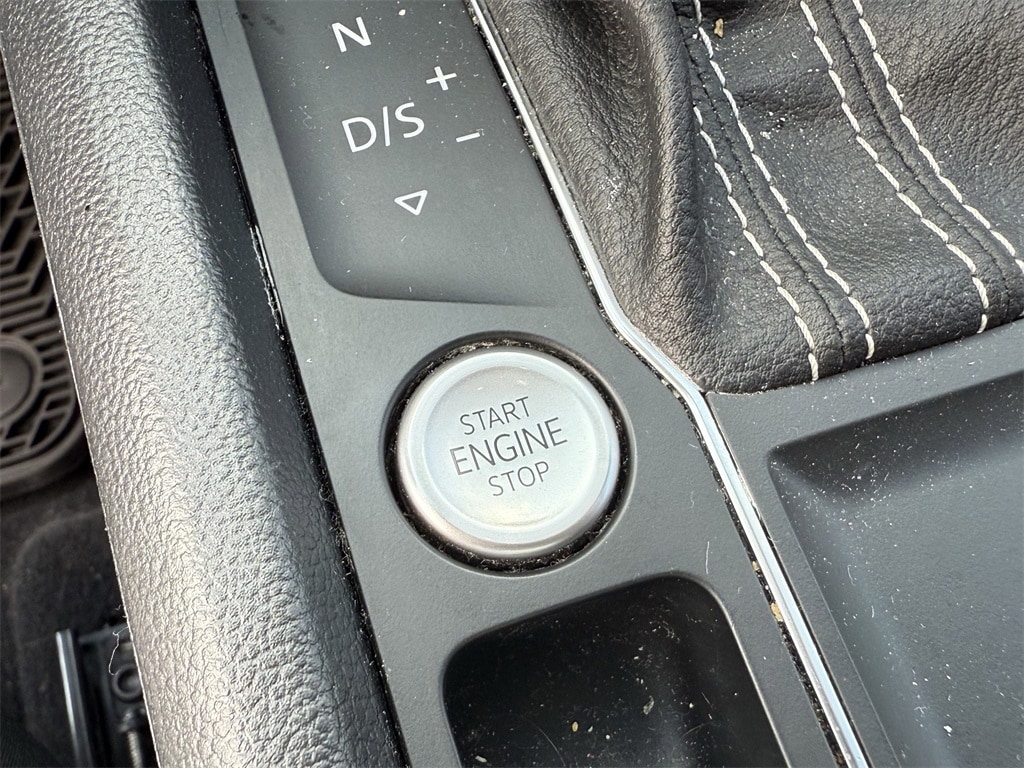 N
+
D/S
−
START
ENGINE
STOP